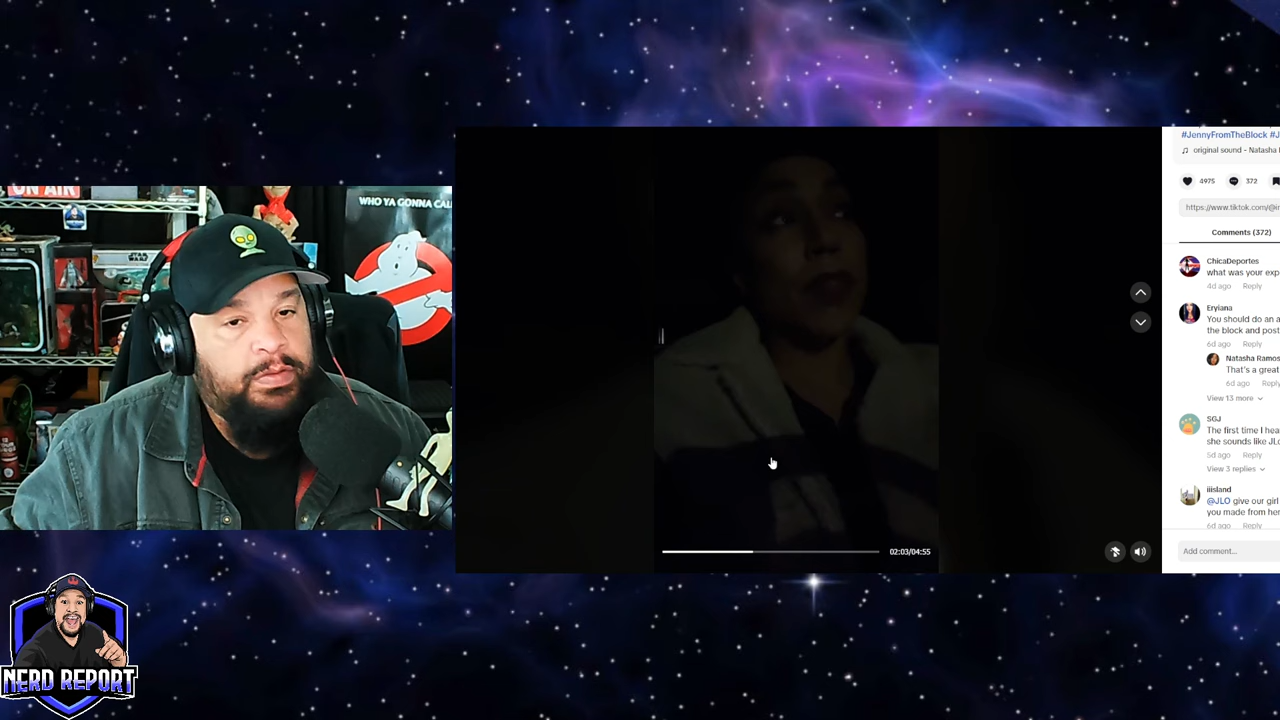 ON AIR
WHO YA GONNA CAL
STAR
WARS
NERD REPORT
02:03/04:55
#JennyFromTheBlock #J
original sound - Natasha
4975
372
https://www.tiktok.com/@i
Comments (372)
ChicaDeportes
what was your exp
4d ago Reply
Eryiana
You should do an a
the block and post
6d ago Reply
Natasha Ramos
That's a great
6d ago Reply
View 13 more
SGJ
The first time I hea
she sounds like JLo
5d ago Reply
View 3 replies
iiisland
@JLO give our girl
you made from her
6d ago Reply
Add comment...